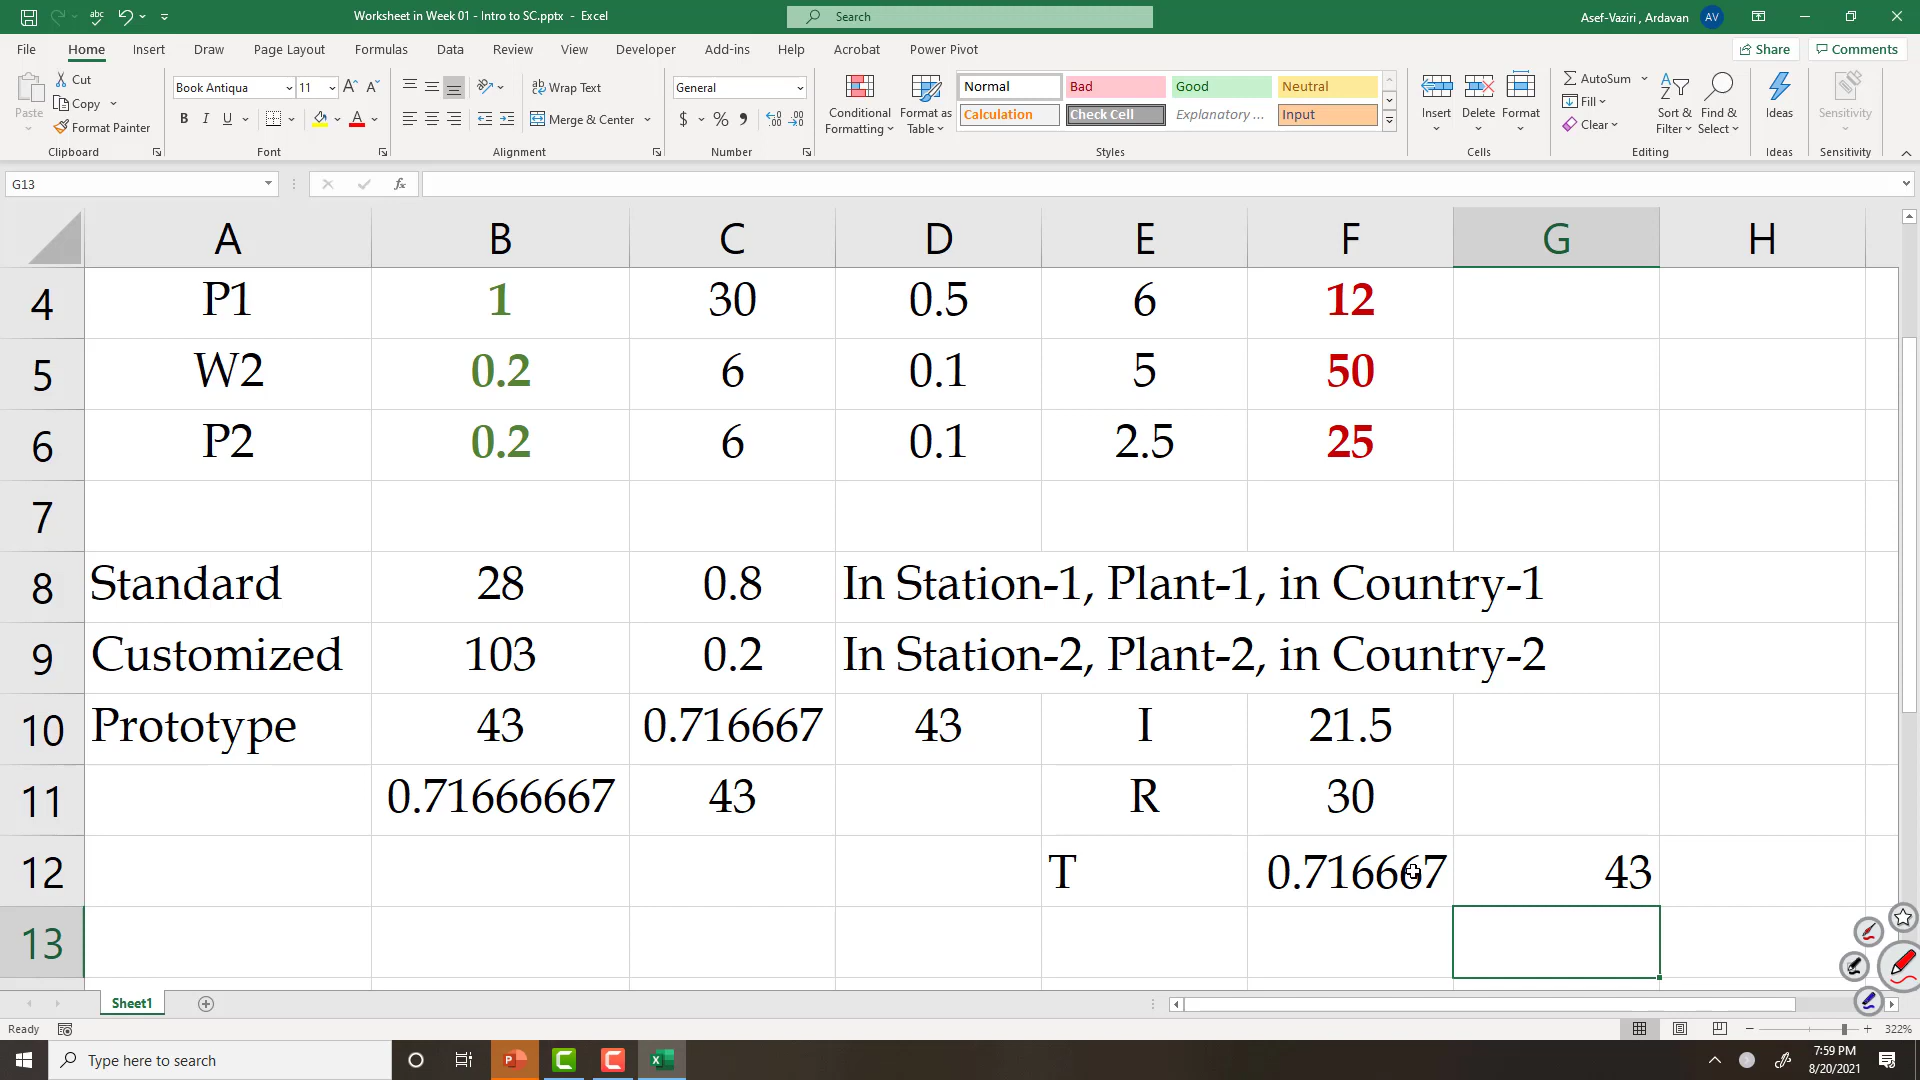 Worksheet in Week 01 - Intro to SC.pptx - Excel
Search
Asef-Vaziri , Ardavan AV
File Home Insert Draw Page Layout Formulas Data Review View Developer Add-ins Help Acrobat Power Pivot Share Comments
Paste
Cut
Copy
Format Painter
Clipboard
Book Antiqua 11
B I U
Font
Wrap Text
Merge & Center
Alignment
General
$ % 9
Number
Conditional Formatting
Format as Table
Normal Bad Good Neutral
Calculation Check Cell Explanatory ... Input
Styles
Insert Delete Format
Cells
AutoSum
Fill
Clear
Sort & Filter
Find & Select
Editing
Ideas
Ideas
Sensitivity
Sensitivity
G13 fx
A B C D E F G H
4 P1 1 30 0.5 6 12
5 W2 0.2 6 0.1 5 50
6 P2 0.2 6 0.1 2.5 25
7
8 Standard 28 0.8 In Station-1, Plant-1, in Country-1
9 Customized 103 0.2 In Station-2, Plant-2, in Country-2
10 Prototype 43 0.716667 43 I 21.5
11 0.71666667 43 R 30
12 T 0.716667 43
13
Sheet1
Ready 322%
Type here to search
7:59 PM
8/20/2021